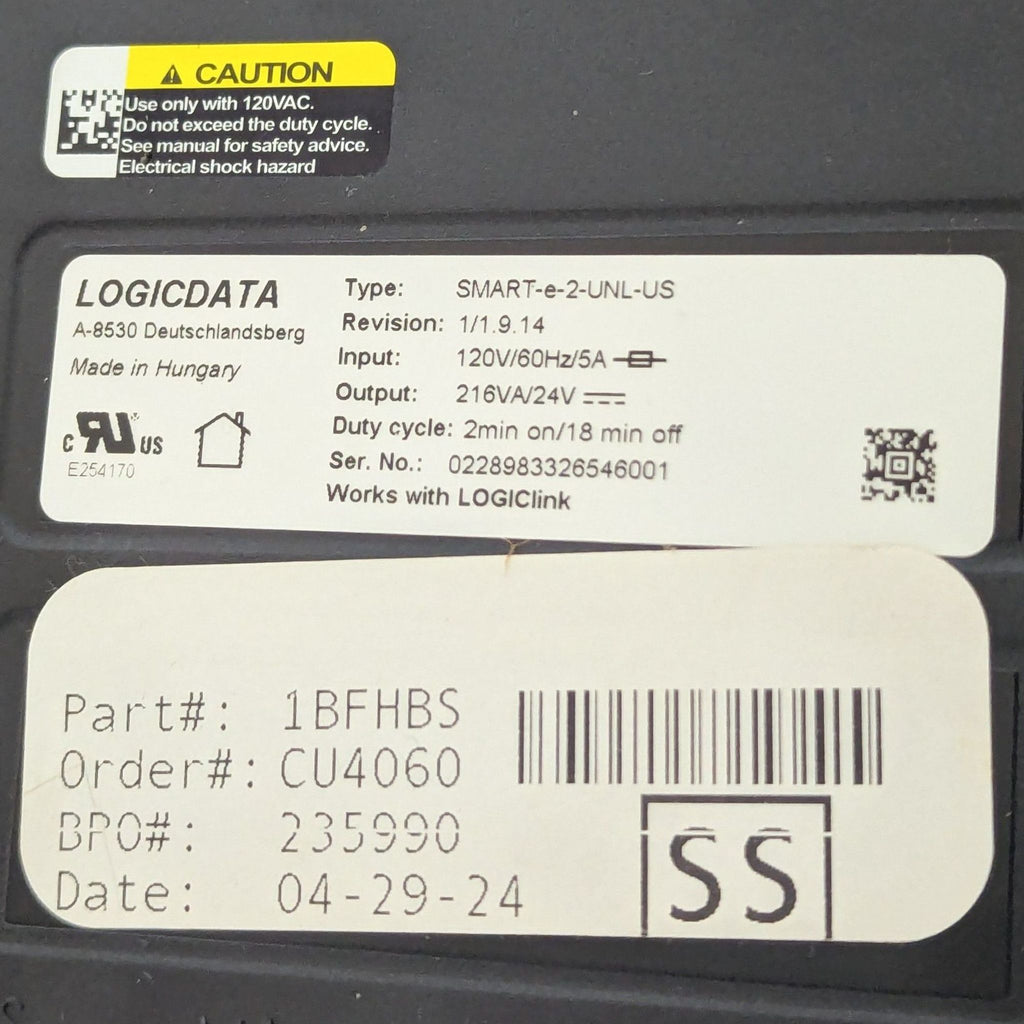 CAUTION
Use only with 120VAC.
Do not exceed the duty cycle.
See manual for safety advice.
Electrical shock hazard
LOGICDATA
A-8530 Deutschlandsberg
Made in Hungary
C RU US
E254170
Type: SMART-e-2-UNL-US
Revision: 1/1.9.14
Input: 120V/60Hz/5A
Output: 216VA/24V
Duty cycle: 2min on/18 min off
Ser. No.: 0228983326546001
Works with LOGIClink
Part#: 1BFHBS
Order#: CU4060
BPO#: 235990
Date: 04-29-24
SS